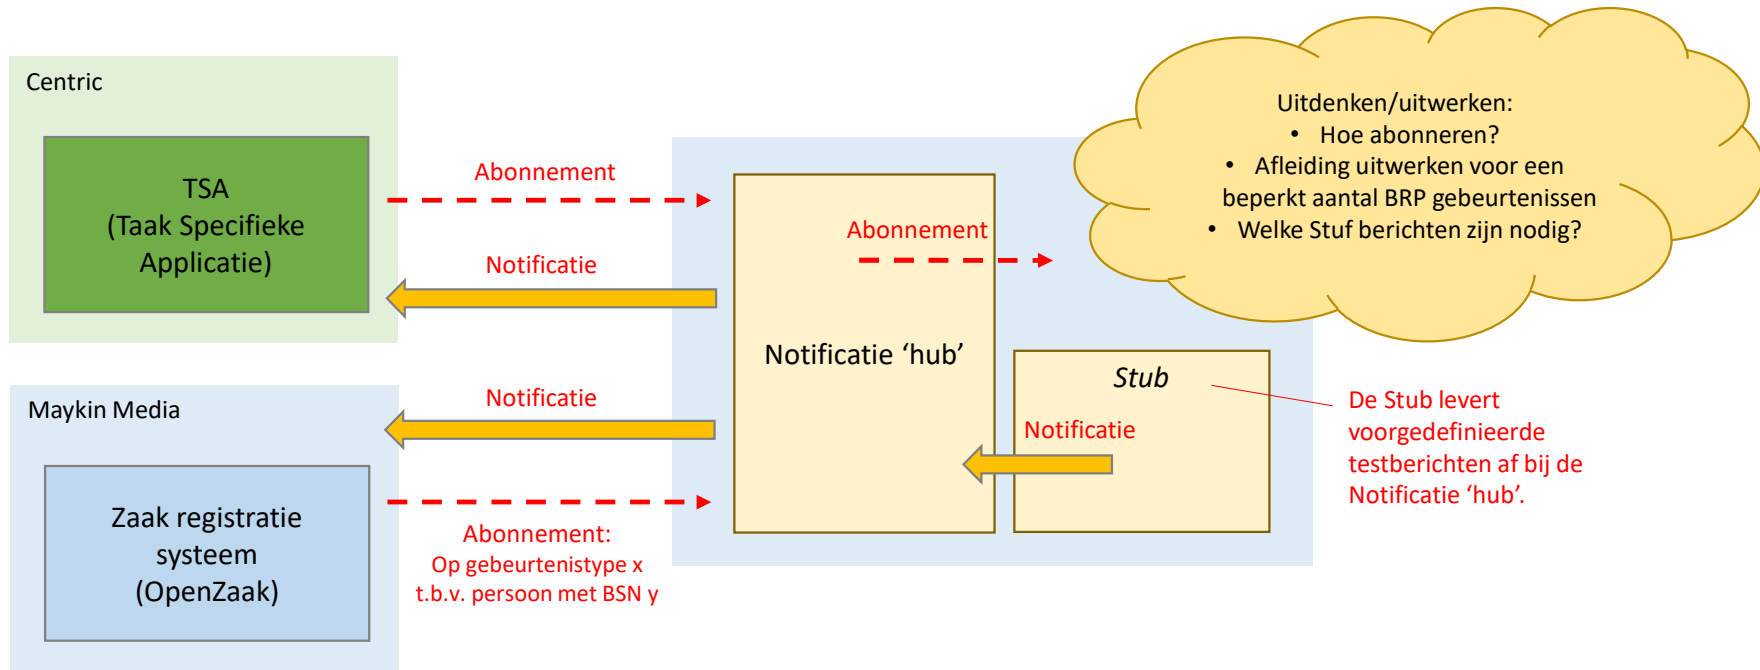 Centric
TSA
(Taak Specifieke
Applicatie)
Abonnement
Notificatie
Maykin Media
Zaak registratie
systeem
(OpenZaak)
Notificatie
Abonnement:
Op gebeurtenistype x
t.b.v. persoon met BSN y
Abonnement
Notificatie ‘hub’
Stub
Notificatie
Uitdenken/uitwerken:
• Hoe abonneren?
• Afleiding uitwerken voor een
beperkt aantal BRP gebeurtenissen
• Welke Stuf berichten zijn nodig?
De Stub levert
voorgedefinieerde
testberichten af bij de
Notificatie ‘hub’.